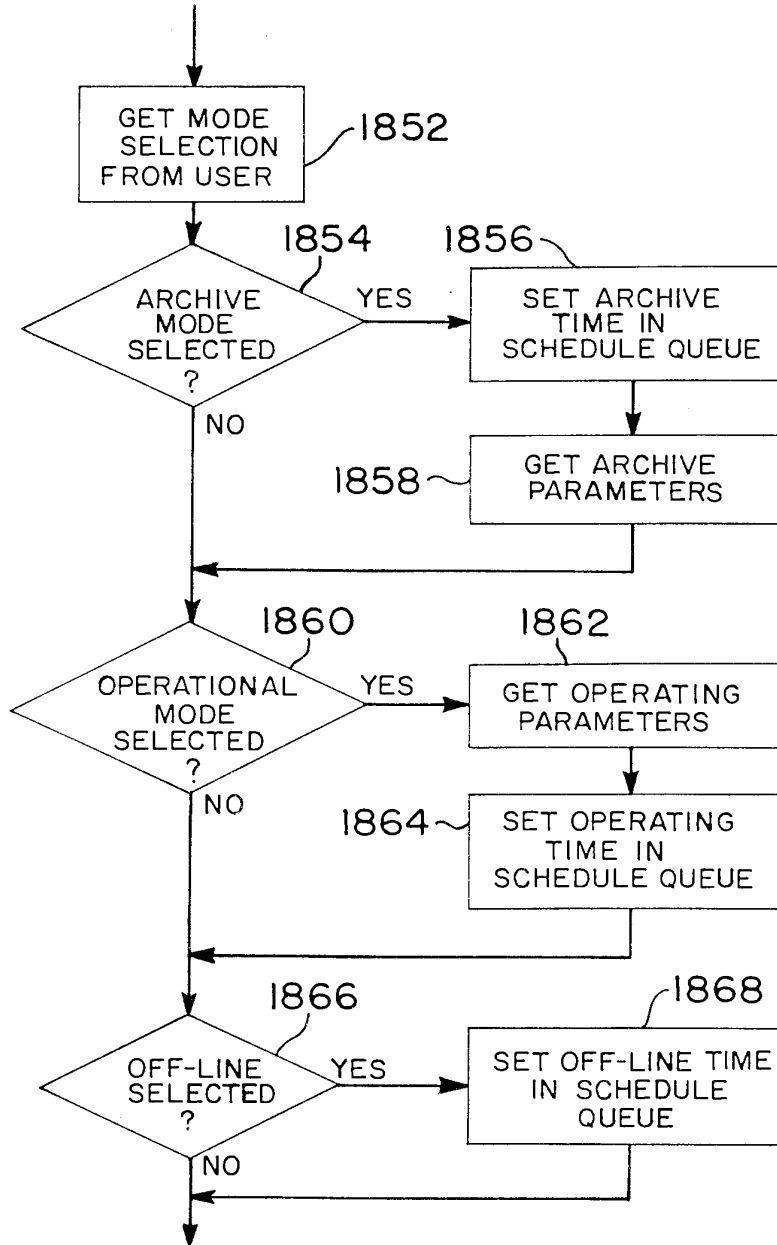 GET MODE
SELECTION
FROM USER
1852
1854
ARCHIVE
MODE
SELECTED
?
YES
NO
1856
SET ARCHIVE
TIME IN
SCHEDULE QUEUE
1858
GET ARCHIVE
PARAMETERS
1860
OPERATIONAL
MODE
SELECTED
?
YES
NO
1862
GET OPERATING
PARAMETERS
1864
SET OPERATING
TIME IN
SCHEDULE QUEUE
1866
OFF-LINE
SELECTED
?
YES
NO
1868
SET OFF-LINE TIME
IN SCHEDULE
QUEUE